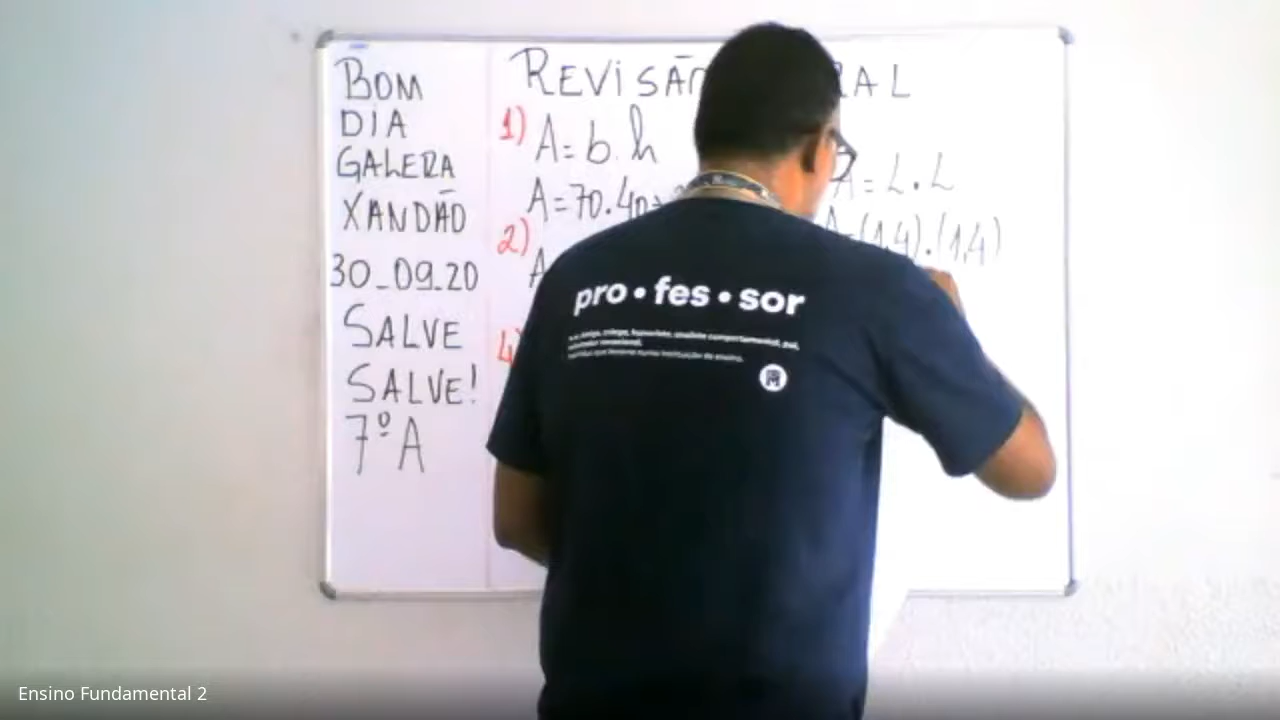 BOM
DIA
GALERA
XANDÃO
30_09_20
SALVE
SALVE!
7º A
REVISÃO RAL
1) A = b . h
A = 70.40
2)
A
4)
A = L . L
A = (1,4) . (1,4)
pro • fes • sor
Ensino Fundamental 2